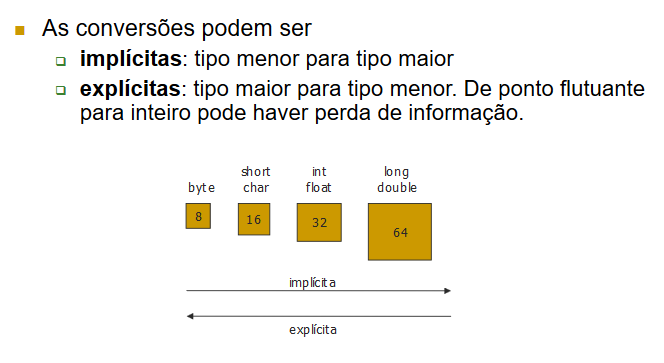 As conversões podem ser
implícitas: tipo menor para tipo maior
explícitas: tipo maior para tipo menor. De ponto flutuante
para inteiro pode haver perda de informação.
short int long
byte char float double
8 16 32 64
implícita
explícita